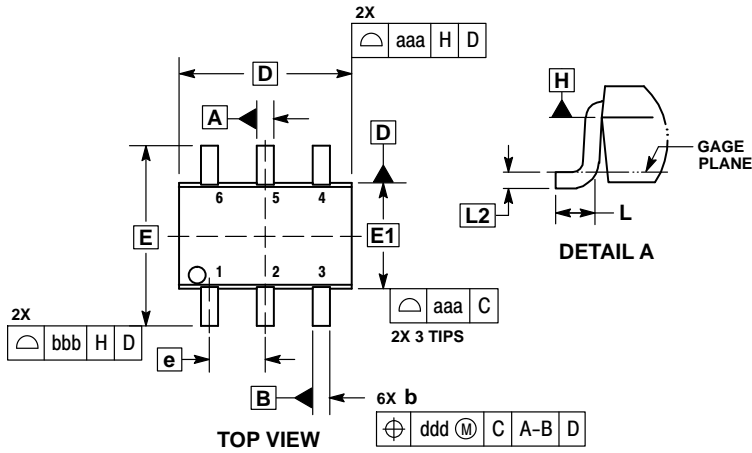 2X
⌓ aaa H D
D
A
D
H
GAGE
PLANE
6 5 4
L2
L
E
E1
DETAIL A
1 2 3
⌓ aaa C
2X 3 TIPS
2X
⌓ bbb H D
e
B
6X b
TOP VIEW
⌖ ddd Ⓜ C A-B D